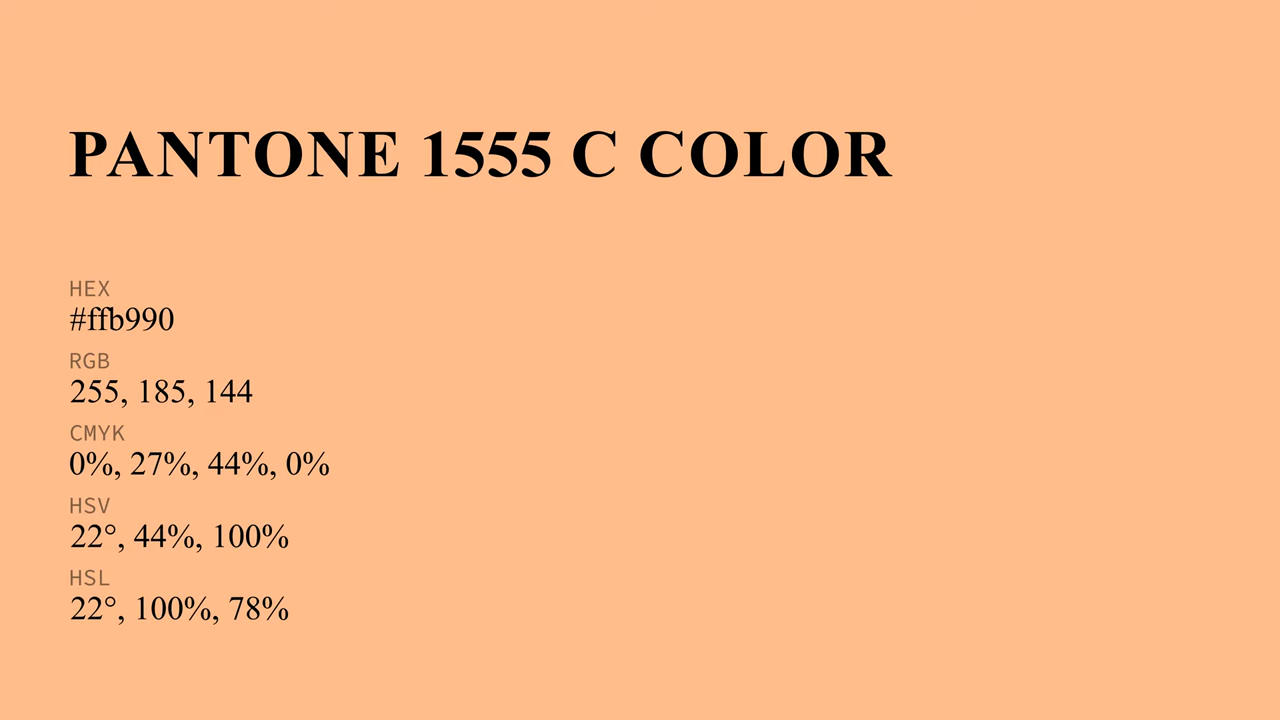 PANTONE 1555 C COLOR
HEX
#ffb990
RGB
255, 185, 144
CMYK
0%, 27%, 44%, 0%
HSV
22°, 44%, 100%
HSL
22°, 100%, 78%